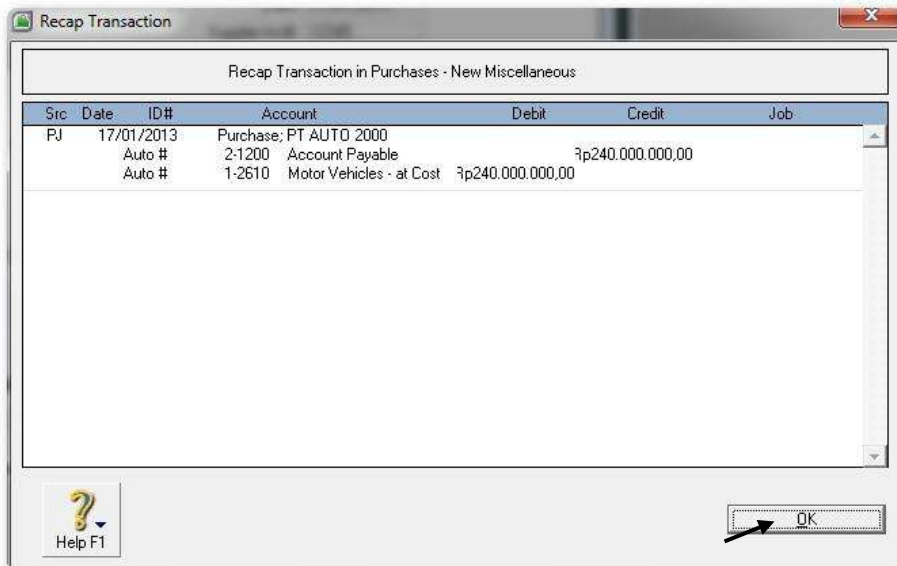 Recap Transaction
Recap Transaction in Purchases - New Miscellaneous
Src Date ID# Account Debit Credit Job
PJ 17/01/2013 Purchase; PT AUTO 2000
Auto # 2-1200 Account Payable Rp240.000.000,00
Auto # 1-2610 Motor Vehicles - at Cost Rp240.000.000,00
Help F1
OK